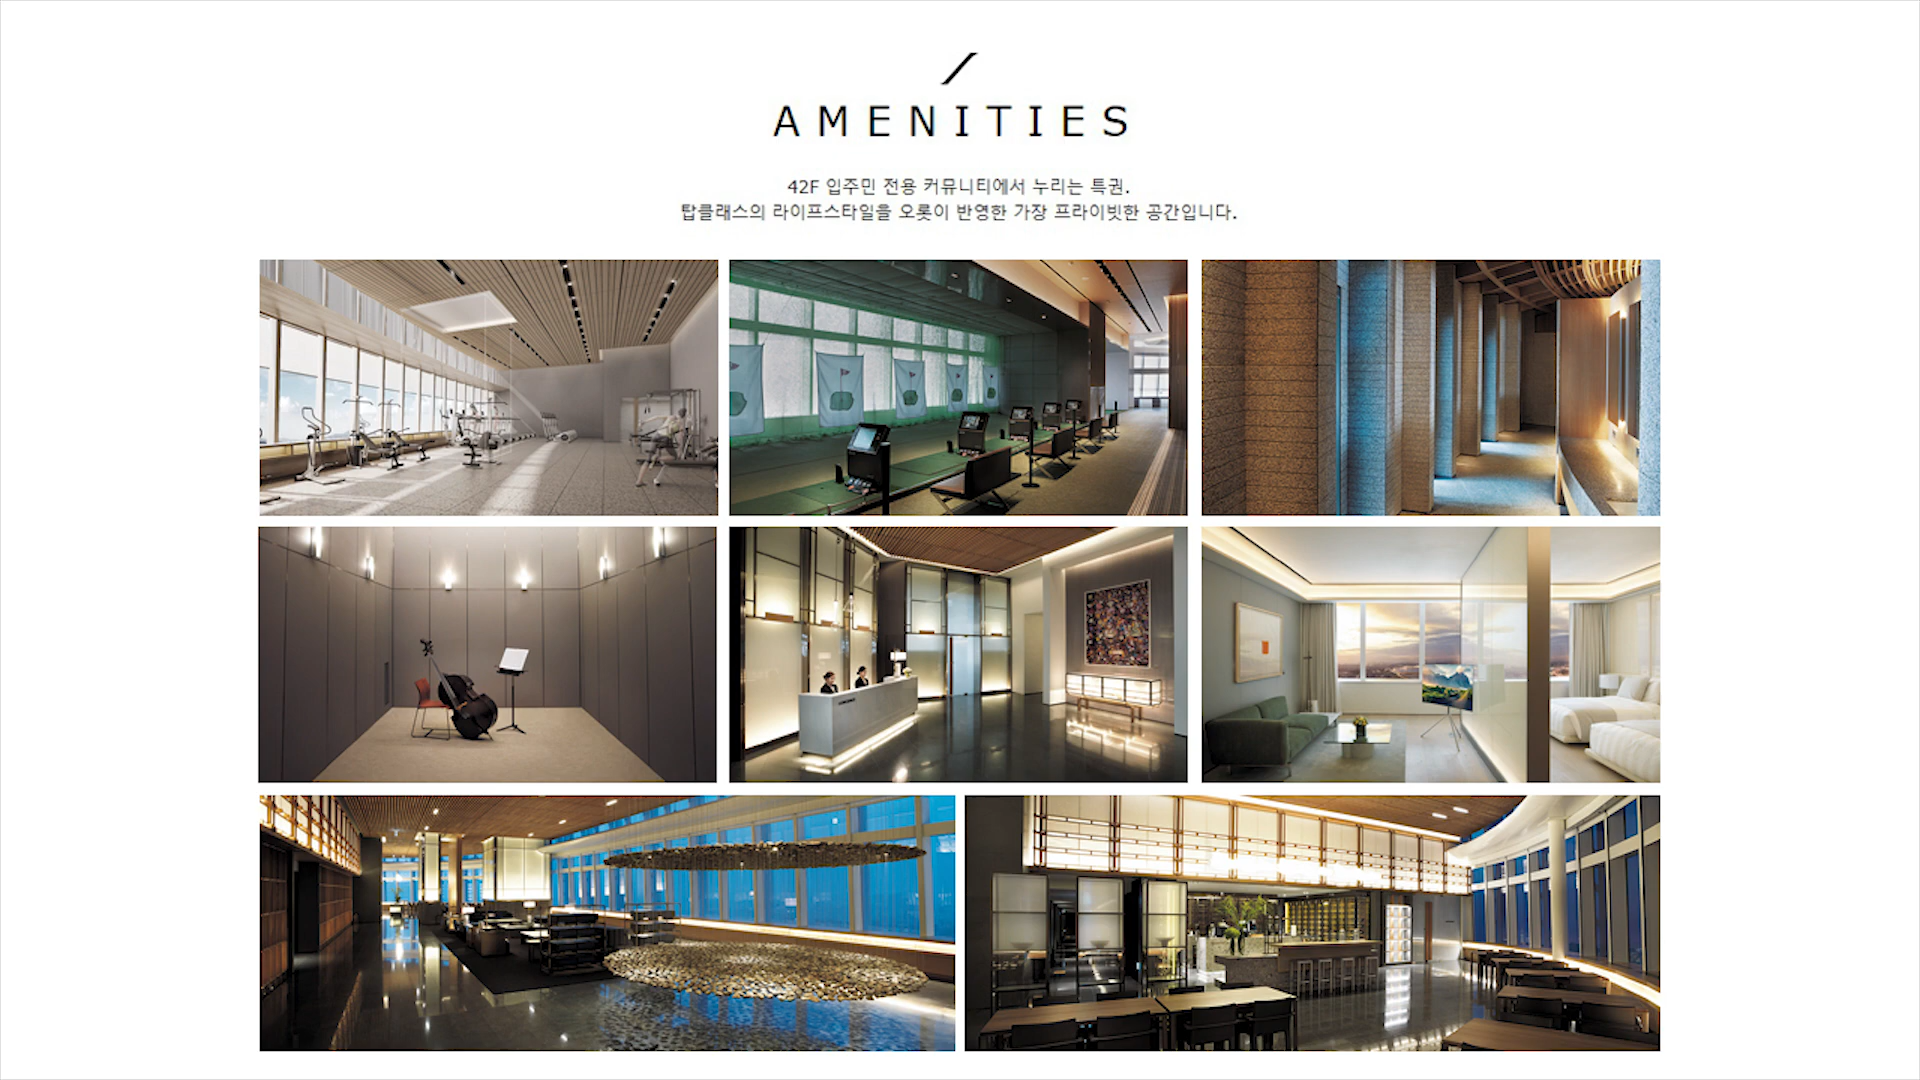 AMENITIES
42F 입주민 전용 커뮤니티에서 누리는 특권.
탑클래스의 라이프스타일을 오롯이 반영한 가장 프라이빗한 공간입니다.